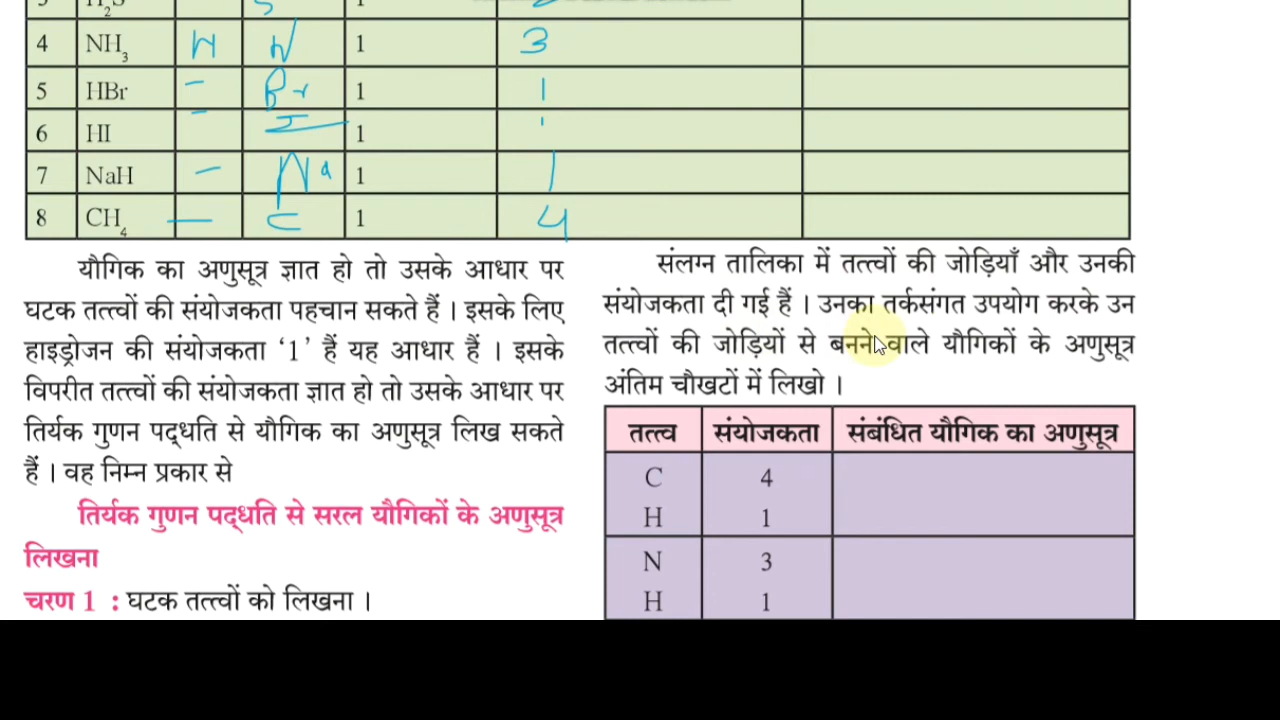 4 NH3 H N 1 3
5 HBr – Br 1 1
6 HI – I 1 1
7 NaH – Na 1 1
8 CH4 — C 1 4
यौगिक का अणुसूत्र ज्ञात हो तो उसके आधार पर
घटक तत्त्वों की संयोजकता पहचान सकते हैं । इसके लिए
हाइड्रोजन की संयोजकता ‘1’ हैं यह आधार हैं । इसके
विपरीत तत्त्वों की संयोजकता ज्ञात हो तो उसके आधार पर
तिर्यक गुणन पद्धति से यौगिक का अणुसूत्र लिख सकते
हैं । वह निम्न प्रकार से
तिर्यक गुणन पद्धति से सरल यौगिकों के अणुसूत्र
लिखना
चरण 1 : घटक तत्त्वों को लिखना ।
संलग्न तालिका में तत्त्वों की जोड़ियाँ और उनकी
संयोजकता दी गई हैं । उनका तर्कसंगत उपयोग करके उन
तत्त्वों की जोड़ियों से बनने वाले यौगिकों के अणुसूत्र
अंतिम चौखटों में लिखो ।
तत्त्व संयोजकता संबंधित यौगिक का अणुसूत्र
C 4
H 1
N 3
H 1